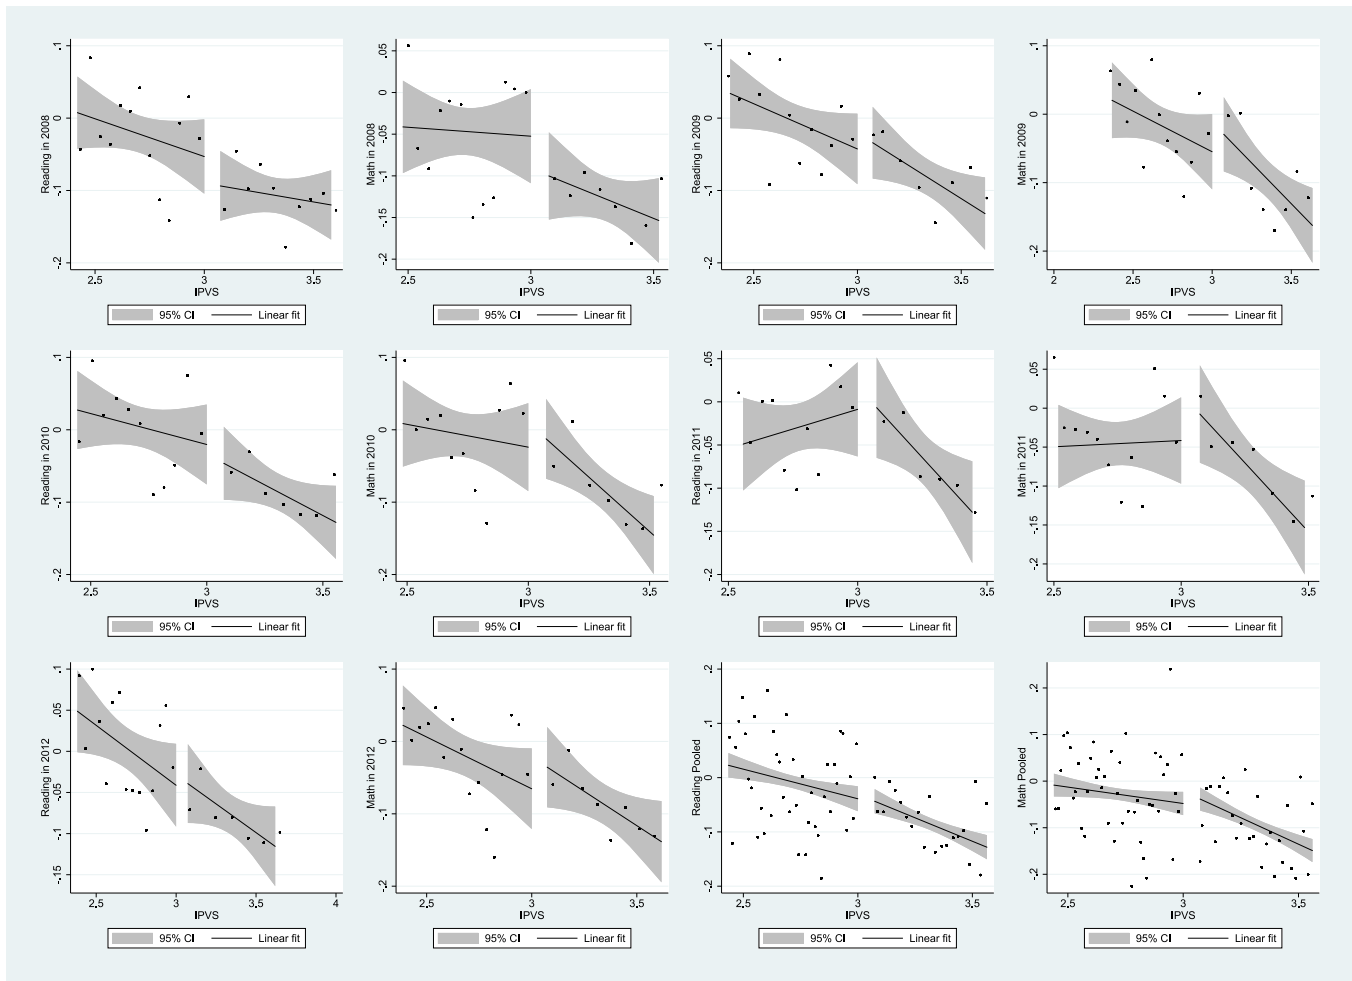 Reading in 2008
.1
0
-.1
-.2
2.5 3 3.5
IPVS
95% CI Linear fit
Math in 2008
.05
0
-.05
-.1
-.15
-.2
2.5 3 3.5
IPVS
95% CI Linear fit
Reading in 2009
.1
0
-.1
-.2
2.5 3 3.5
IPVS
95% CI Linear fit
Math in 2009
.1
0
-.1
-.2
2 2.5 3 3.5
IPVS
95% CI Linear fit
Reading in 2010
.1
0
-.1
-.2
2.5 3 3.5
IPVS
95% CI Linear fit
Math in 2010
.1
0
-.1
-.2
2.5 3 3.5
IPVS
95% CI Linear fit
Reading in 2011
.05
0
-.05
-.1
-.15
-.2
2.5 3 3.5
IPVS
95% CI Linear fit
Math in 2011
.05
0
-.05
-.1
-.15
-.2
2.5 3 3.5
IPVS
95% CI Linear fit
Reading in 2012
.1
.05
0
-.05
-.1
-.15
2.5 3 3.5 4
IPVS
95% CI Linear fit
Math in 2012
.1
0
-.1
-.2
2.5 3 3.5
IPVS
95% CI Linear fit
Reading Pooled
.2
.1
0
-.1
-.2
2.5 3 3.5
IPVS
95% CI Linear fit
Math Pooled
.2
.1
0
-.1
-.2
2.5 3 3.5
IPVS
95% CI Linear fit